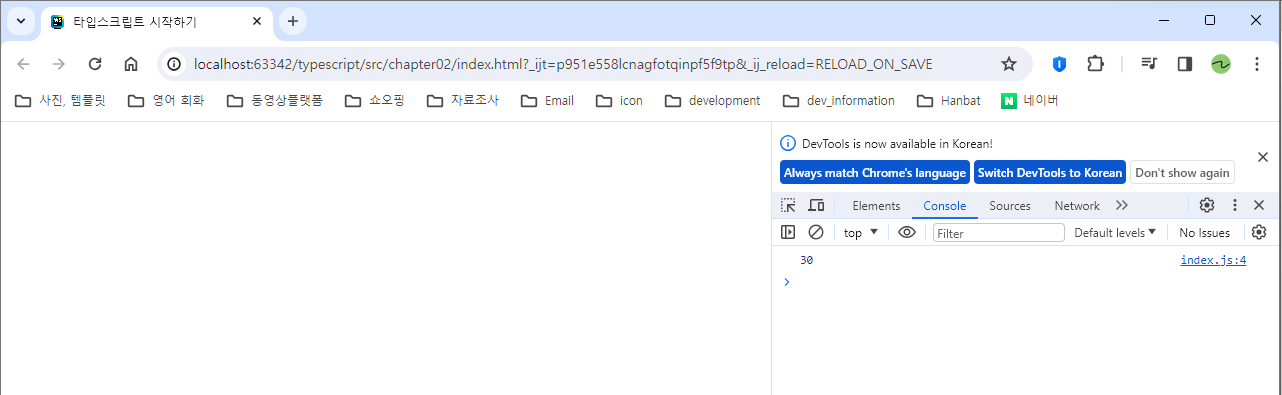 타입스크립트 시작하기
localhost:63342/typescript/src/chapter02/index.html?_ijt=p951e558lcnagfotqinpf5f9tp&_ij_reload=RELOAD_ON_SAVE
사진, 템플릿 영어 회화 동영상플랫폼 쇼오핑 자료조사 Email icon development dev_information Hanbat N 네이버
DevTools is now available in Korean!
Always match Chrome's language Switch DevTools to Korean Don't show again
Elements Console Sources Network
top Filter Default levels No Issues
30 index.js:4